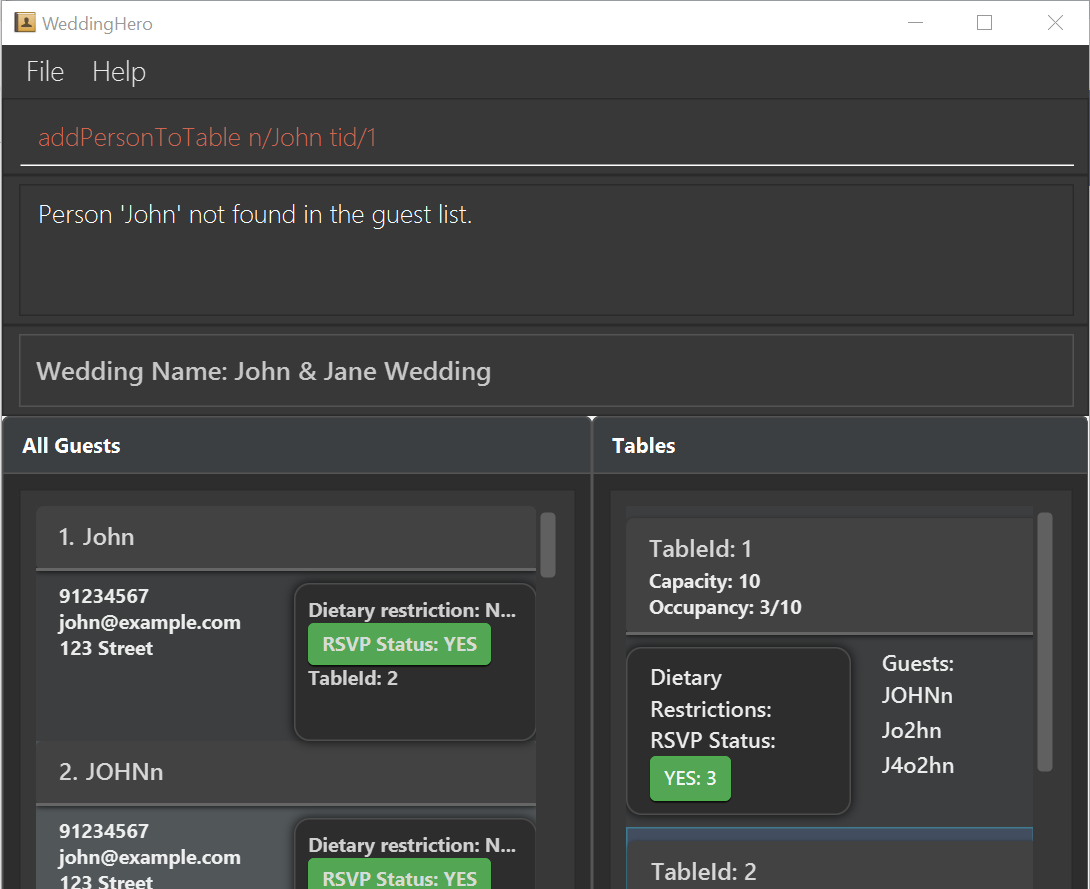 WeddingHero
File Help
addPersonToTable n/John tid/1
Person 'John' not found in the guest list.
Wedding Name: John & Jane Wedding
All Guests
1. John
91234567
john@example.com
123 Street
Dietary restriction: N...
RSVP Status: YES
TableId: 2
2. JOHNn
91234567
john@example.com
123 Street
Dietary restriction: N...
RSVP Status: YES
Tables
TableId: 1
Capacity: 10
Occupancy: 3/10
Dietary
Restrictions:
RSVP Status:
YES: 3
Guests:
JOHNn
Jo2hn
J4o2hn
TableId: 2